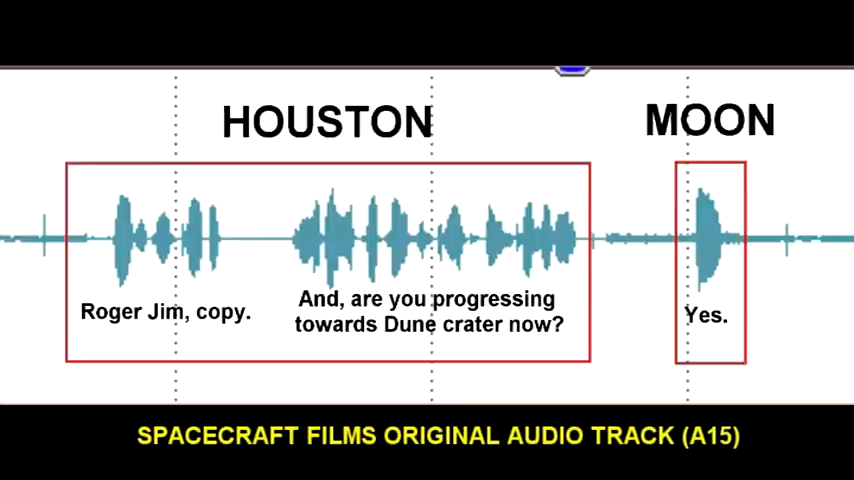 HOUSTON
MOON
Roger Jim, copy.
And, are you progressing
towards Dune crater now?
Yes.
SPACECRAFT FILMS ORIGINAL AUDIO TRACK (A15)